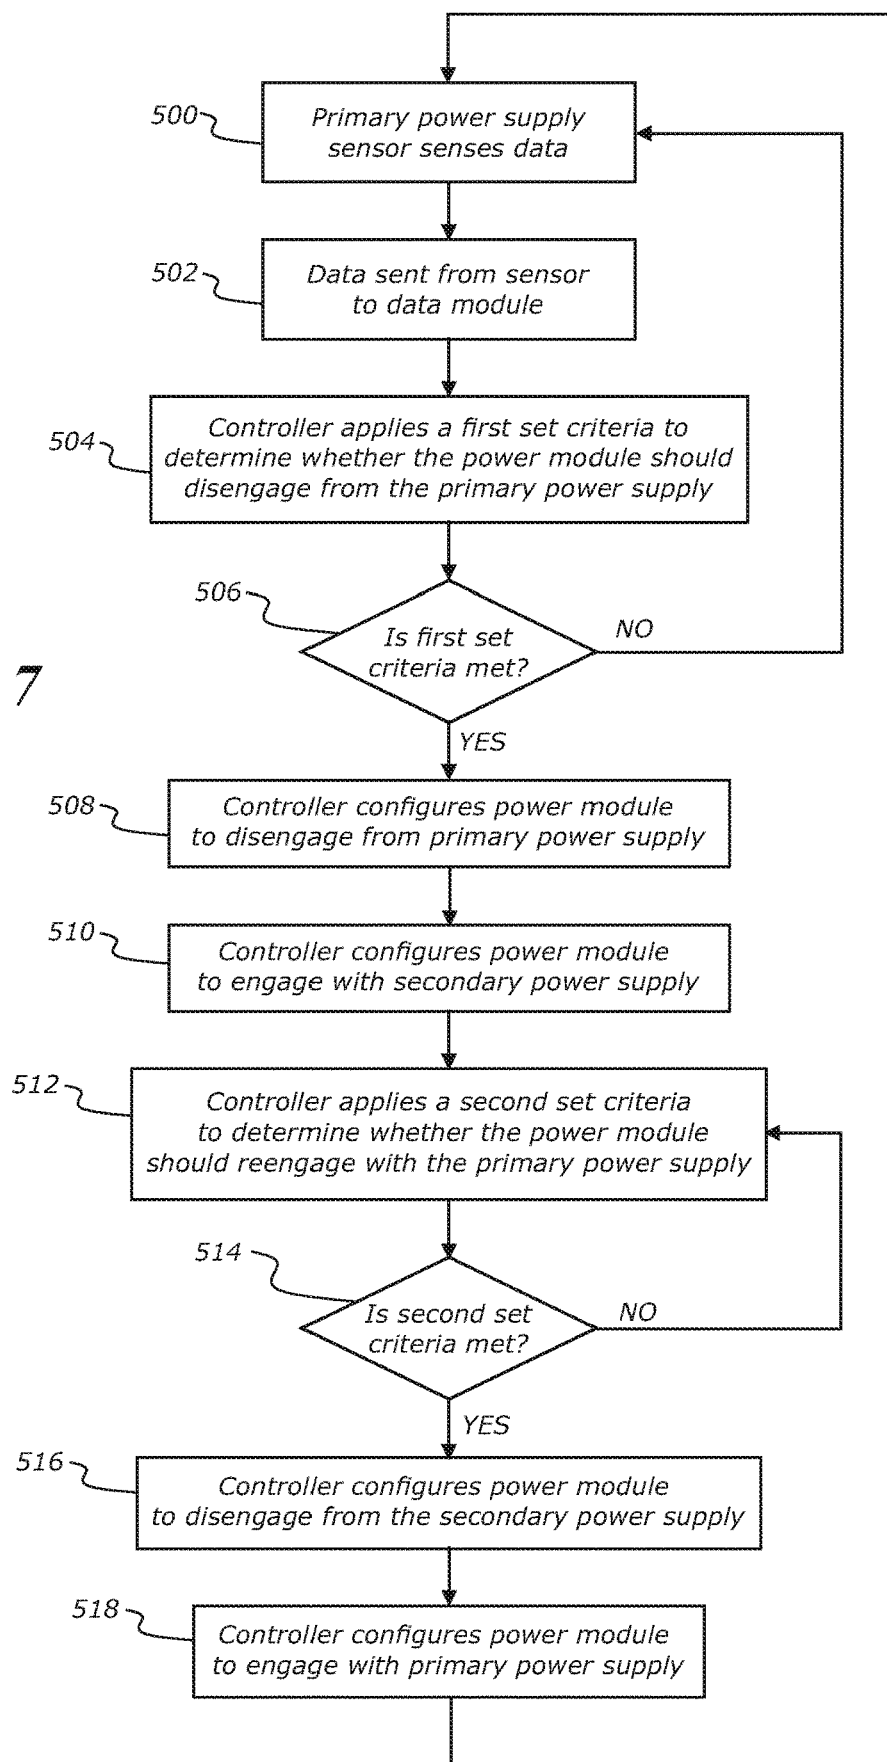 500
Primary power supply
sensor senses data
502
Data sent from sensor
to data module
504
Controller applies a first set criteria to
determine whether the power module should
disengage from the primary power supply
506
Is first set
criteria met?
NO
7
YES
508
Controller configures power module
to disengage from primary power supply
510
Controller configures power module
to engage with secondary power supply
512
Controller applies a second set criteria
to determine whether the power module
should reengage with the primary power supply
514
Is second set
criteria met?
NO
YES
516
Controller configures power module
to disengage from the secondary power supply
518
Controller configures power module
to engage with primary power supply